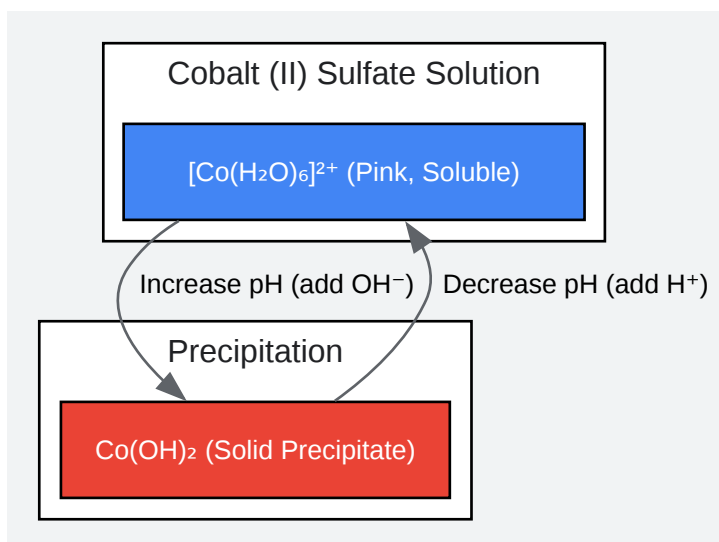 Cobalt (II) Sulfate Solution
[Co(H₂O)₆]²⁺ (Pink, Soluble)
Increase pH (add OH⁻)
Decrease pH (add H⁺)
Precipitation
Co(OH)₂ (Solid Precipitate)